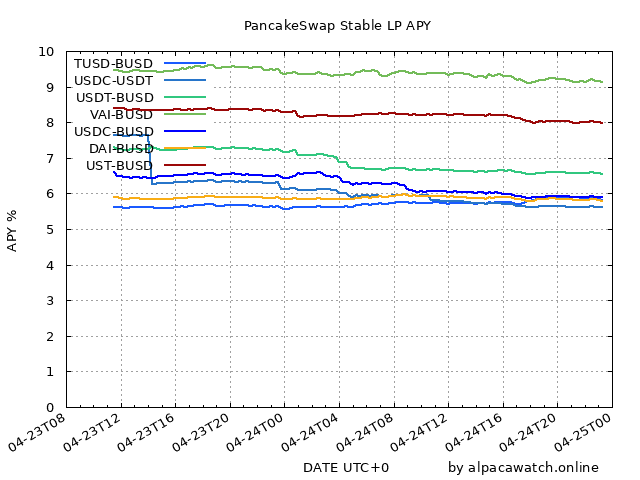 PancakeSwap Stable LP APY
10
9
8
7
6
5
4
3
2
1
0
APY %
TUSD-BUSD
USDC-USDT
USDT-BUSD
VAI-BUSD
USDC-BUSD
DAI-BUSD
UST-BUSD
04-23T08
04-23T12
04-23T16
04-23T20
04-24T00
04-24T04
04-24T08
04-24T12
04-24T16
04-24T20
04-25T00
DATE UTC+0
by alpacawatch.online